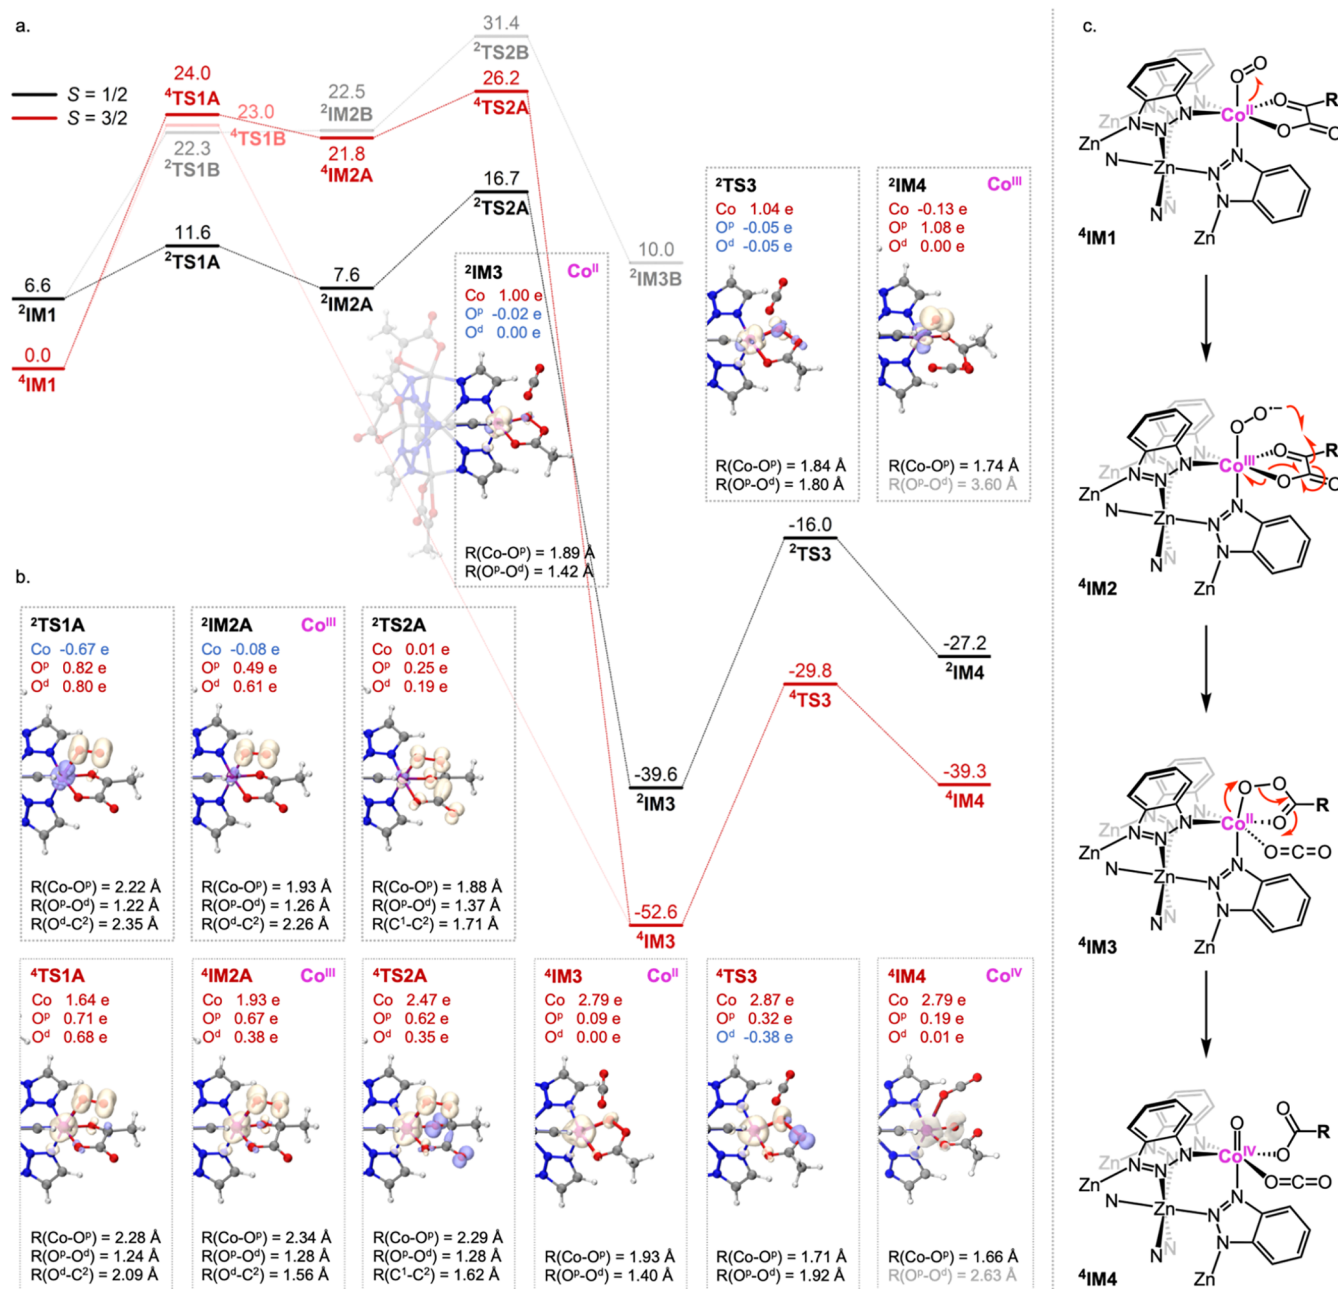 a.
S = 1/2
S = 3/2
24.0
⁴TS1A
23.0
⁴TS1B
22.3
²TS1B
22.5
²IM2B
21.8
⁴IM2A
31.4
²TS2B
26.2
⁴TS2A
16.7
²TS2A
11.6
²TS1A
7.6
²IM2A
6.6
²IM1
0.0
⁴IM1
10.0
²IM3B
²IM3 Coᴵᴵ
Co 1.00 e
Oᵖ -0.02 e
Oᵈ 0.00 e
R(Co-Oᵖ) = 1.89 Å
R(Oᵖ-Oᵈ) = 1.42 Å
²TS3
Co 1.04 e
Oᵖ -0.05 e
Oᵈ -0.05 e
R(Co-Oᵖ) = 1.84 Å
R(Oᵖ-Oᵈ) = 1.80 Å
²IM4 Coᴵᴵᴵ
Co -0.13 e
Oᵖ 1.08 e
Oᵈ 0.00 e
R(Co-Oᵖ) = 1.74 Å
R(Oᵖ-Oᵈ) = 3.60 Å
-16.0
²TS3
-27.2
²IM4
-29.8
⁴TS3
-39.3
⁴IM4
-39.6
²IM3
-52.6
⁴IM3
b.
²TS1A
Co -0.67 e
Oᵖ 0.82 e
Oᵈ 0.80 e
R(Co-Oᵖ) = 2.22 Å
R(Oᵖ-Oᵈ) = 1.22 Å
R(Oᵈ-C²) = 2.35 Å
²IM2A Coᴵᴵᴵ
Co -0.08 e
Oᵖ 0.49 e
Oᵈ 0.61 e
R(Co-Oᵖ) = 1.93 Å
R(Oᵖ-Oᵈ) = 1.26 Å
R(Oᵈ-C²) = 2.26 Å
²TS2A
Co 0.01 e
Oᵖ 0.25 e
Oᵈ 0.19 e
R(Co-Oᵖ) = 1.88 Å
R(Oᵖ-Oᵈ) = 1.37 Å
R(C¹-C²) = 1.71 Å
⁴TS1A
Co 1.64 e
Oᵖ 0.71 e
Oᵈ 0.68 e
R(Co-Oᵖ) = 2.28 Å
R(Oᵖ-Oᵈ) = 1.24 Å
R(Oᵈ-C²) = 2.09 Å
⁴IM2A Coᴵᴵᴵ
Co 1.93 e
Oᵖ 0.67 e
Oᵈ 0.38 e
R(Co-Oᵖ) = 2.34 Å
R(Oᵖ-Oᵈ) = 1.28 Å
R(Oᵈ-C²) = 1.56 Å
⁴TS2A
Co 2.47 e
Oᵖ 0.62 e
Oᵈ 0.35 e
R(Co-Oᵖ) = 2.29 Å
R(Oᵖ-Oᵈ) = 1.28 Å
R(C¹-C²) = 1.62 Å
⁴IM3 Coᴵᴵ
Co 2.79 e
Oᵖ 0.09 e
Oᵈ 0.00 e
R(Co-Oᵖ) = 1.93 Å
R(Oᵖ-Oᵈ) = 1.40 Å
⁴TS3
Co 2.87 e
Oᵖ 0.32 e
Oᵈ -0.38 e
R(Co-Oᵖ) = 1.71 Å
R(Oᵖ-Oᵈ) = 1.92 Å
⁴IM4 Coᴵⱽ
Co 2.79 e
Oᵖ 0.19 e
Oᵈ 0.01 e
R(Co-Oᵖ) = 1.66 Å
R(Oᵖ-Oᵈ) = 2.63 Å
c.
O
O
N
Coᴵᴵ
O
R
O
O
Zn
N
N
N
Zn
N
Zn
N
N
N
N
N
Zn
⁴IM1
O
O·−
N
Coᴵᴵᴵ
O
R
O
O
Zn
N
N
N
Zn
N
Zn
N
N
N
N
N
Zn
⁴IM2
O
O
N
Coᴵᴵ
O
R
O=C=O
Zn
N
N
N
Zn
N
Zn
N
N
N
N
N
Zn
⁴IM3
O
O
R
N
Coᴵⱽ
O
O=C=O
Zn
N
N
N
Zn
N
Zn
N
N
N
N
N
Zn
⁴IM4